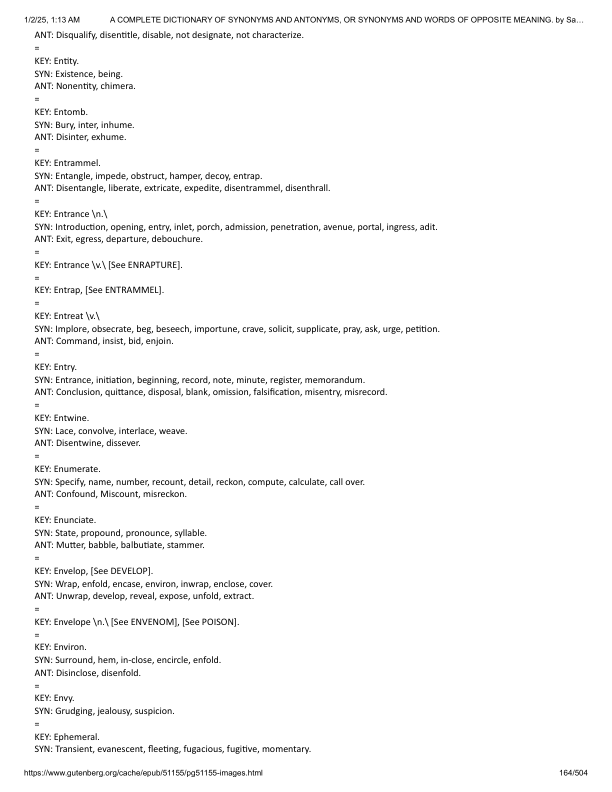 1/2/25, 1:13 AM A COMPLETE DICTIONARY OF SYNONYMS AND ANTONYMS, OR SYNONYMS AND WORDS OF OPPOSITE MEANING. by Sa…
ANT: Disqualify, disentitle, disable, not designate, not characterize.
=
KEY: Entity.
SYN: Existence, being.
ANT: Nonentity, chimera.
=
KEY: Entomb.
SYN: Bury, inter, inhume.
ANT: Disinter, exhume.
=
KEY: Entrammel.
SYN: Entangle, impede, obstruct, hamper, decoy, entrap.
ANT: Disentangle, liberate, extricate, expedite, disentrammel, disenthrall.
=
KEY: Entrance \n.\
SYN: Introduction, opening, entry, inlet, porch, admission, penetration, avenue, portal, ingress, adit.
ANT: Exit, egress, departure, debouchure.
=
KEY: Entrance \v.\ [See ENRAPTURE].
=
KEY: Entrap, [See ENTRAMMEL].
=
KEY: Entreat \v.\
SYN: Implore, obsecrate, beg, beseech, importune, crave, solicit, supplicate, pray, ask, urge, petition.
ANT: Command, insist, bid, enjoin.
=
KEY: Entry.
SYN: Entrance, initiation, beginning, record, note, minute, register, memorandum.
ANT: Conclusion, quittance, disposal, blank, omission, falsification, misentry, misrecord.
=
KEY: Entwine.
SYN: Lace, convolve, interlace, weave.
ANT: Disentwine, dissever.
=
KEY: Enumerate.
SYN: Specify, name, number, recount, detail, reckon, compute, calculate, call over.
ANT: Confound, Miscount, misreckon.
=
KEY: Enunciate.
SYN: State, propound, pronounce, syllable.
ANT: Mutter, babble, balbutiate, stammer.
=
KEY: Envelop, [See DEVELOP].
SYN: Wrap, enfold, encase, environ, inwrap, enclose, cover.
ANT: Unwrap, develop, reveal, expose, unfold, extract.
=
KEY: Envelope \n.\ [See ENVENOM], [See POISON].
=
KEY: Environ.
SYN: Surround, hem, in-close, encircle, enfold.
ANT: Disinclose, disenfold.
=
KEY: Envy.
SYN: Grudging, jealousy, suspicion.
=
KEY: Ephemeral.
SYN: Transient, evanescent, fleeting, fugacious, fugitive, momentary.
https://www.gutenberg.org/cache/epub/51155/pg51155-images.html 164/504